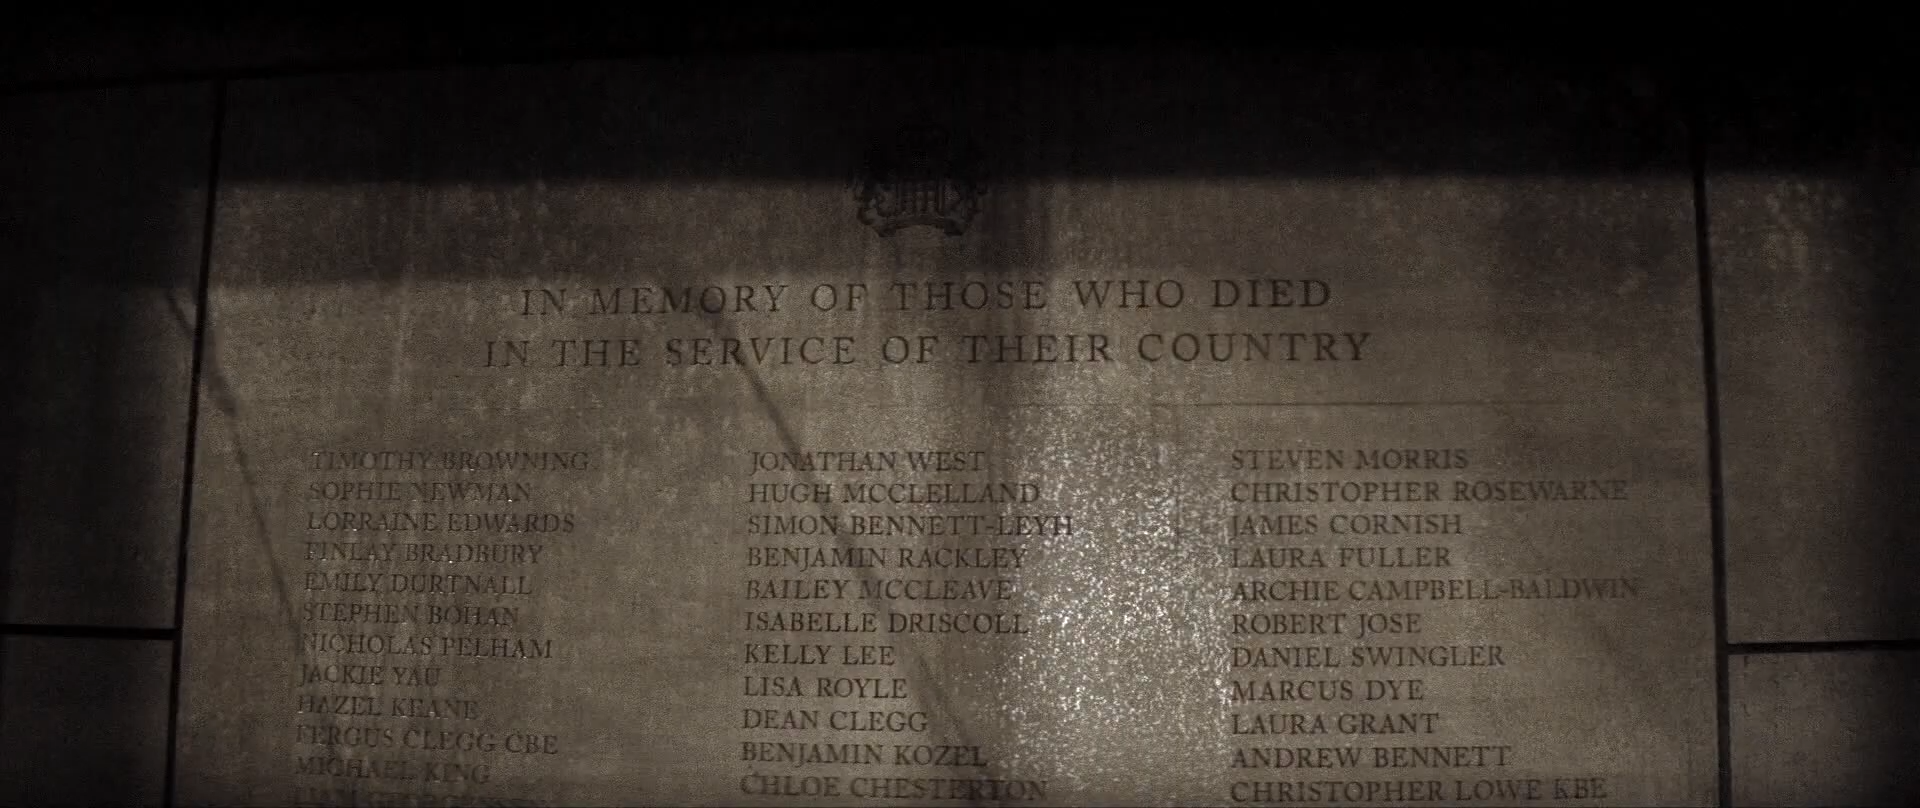 IN MEMORY OF THOSE WHO DIED
IN THE SERVICE OF THEIR COUNTRY
TIMOTHY BROWNING
SOPHIE NEWMAN
LORRAINE EDWARDS
FINLAY BRADBURY
EMILY DURTNALL
STEPHEN BOHAN
NICHOLAS PELHAM
JACKIE YAU
HAZEL KEANE
FERGUS CLEGG CBE
MICHAEL KING
JONATHAN WEST
HUGH MCCLELLAND
SIMON BENNETT-LEYH
BENJAMIN RACKLEY
BAILEY MCCLEAVE
ISABELLE DRISCOLL
KELLY LEE
LISA ROYLE
DEAN CLEGG
BENJAMIN KOZEL
CHLOE CHESTERTON
STEVEN MORRIS
CHRISTOPHER ROSEWARNE
JAMES CORNISH
LAURA FULLER
ARCHIE CAMPBELL-BALDWIN
ROBERT JOSE
DANIEL SWINGLER
MARCUS DYE
LAURA GRANT
ANDREW BENNETT
CHRISTOPHER LOWE KBE